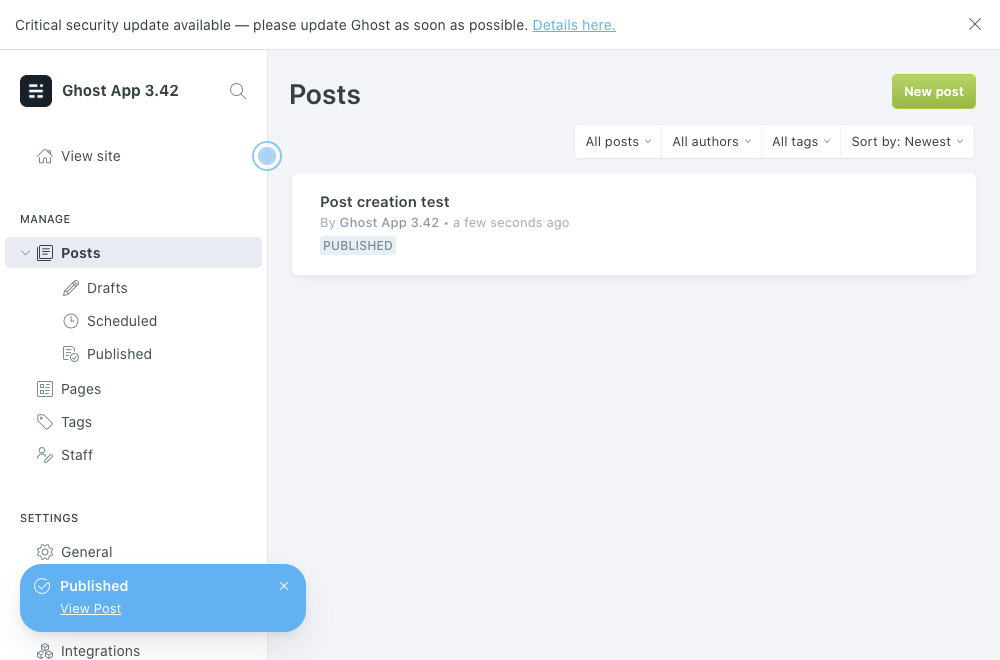 Critical security update available — please update Ghost as soon as possible. Details here.
Ghost App 3.42
View site
MANAGE
Posts
Drafts
Scheduled
Published
Pages
Tags
Staff
SETTINGS
General
Published
View Post
Integrations
Posts
New post
All posts
All authors
All tags
Sort by: Newest
Post creation test
By Ghost App 3.42 • a few seconds ago
PUBLISHED